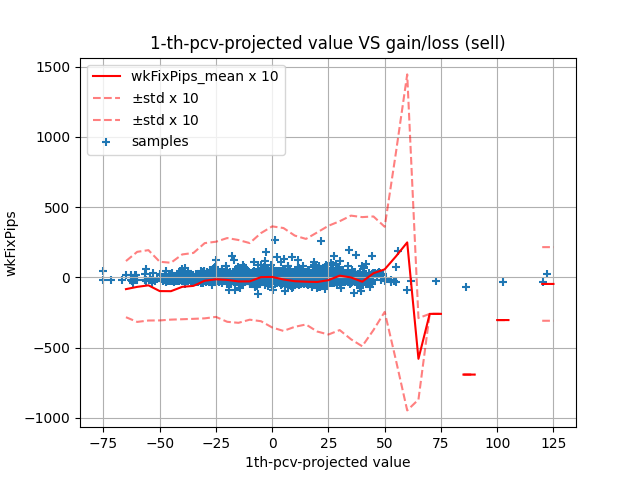 1-th-pcv-projected value VS gain/loss (sell)
wkFixPips_mean x 10
±std x 10
±std x 10
samples
wkFixPips
1500
1000
500
0
−500
−1000
−75
−50
−25
0
25
50
75
100
125
1th-pcv-projected value